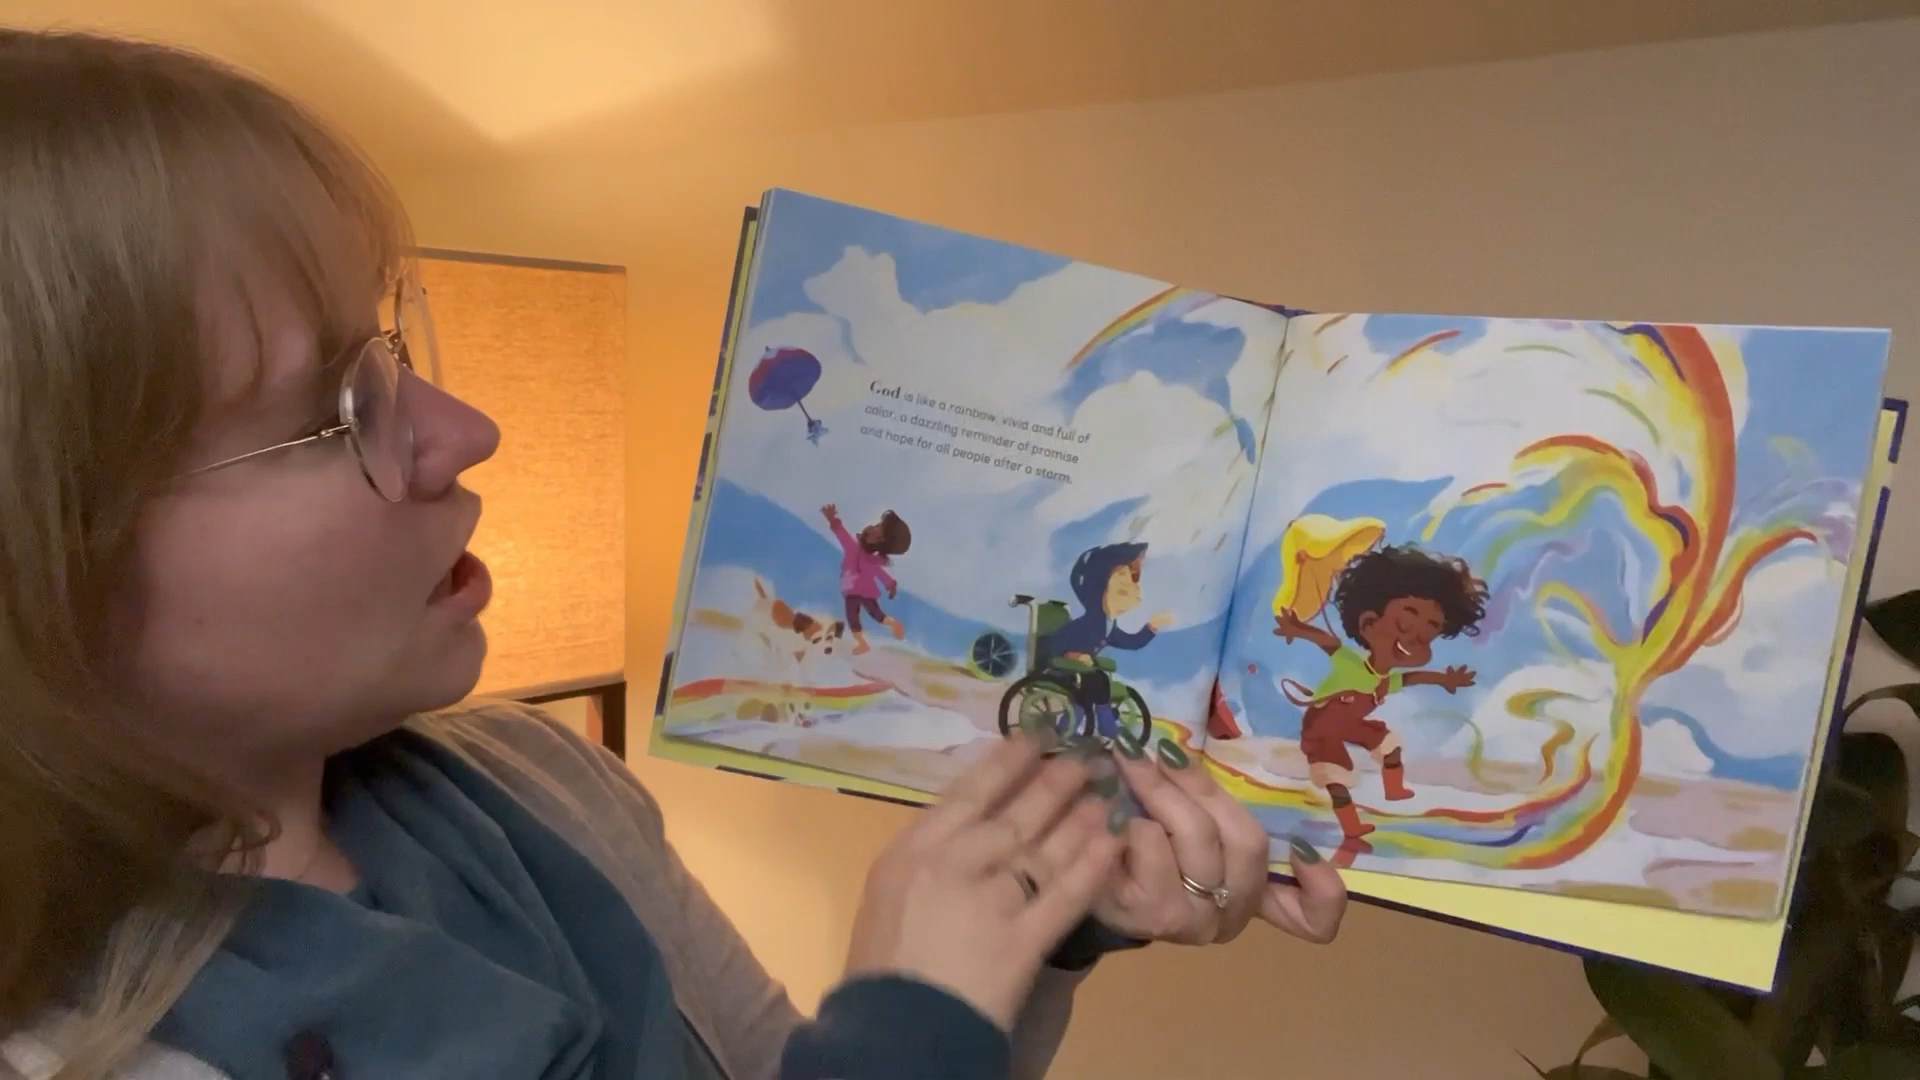 God is like a rainbow, vivid and full of
color, a dazzling reminder of promise
and hope for all people after a storm.